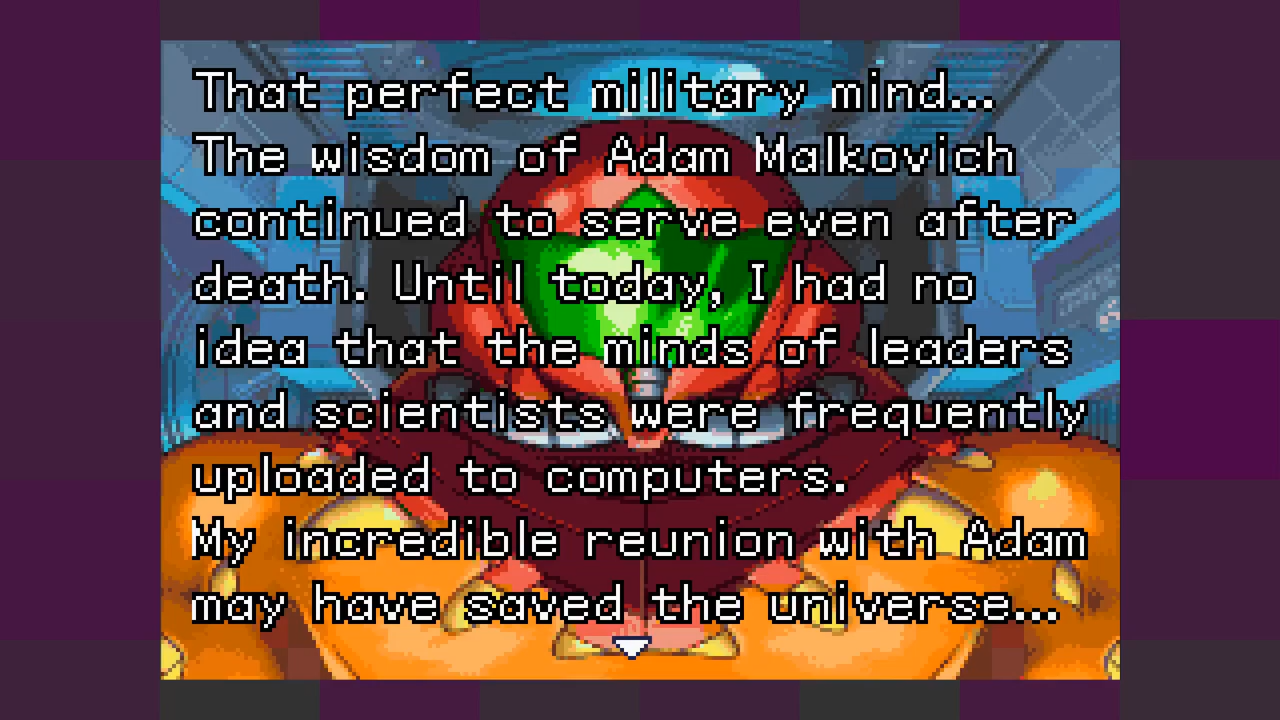 That perfect military mind...
The wisdom of Adam Malkovich
continued to serve even after
death. Until today, I had no
idea that the minds of leaders
and scientists were frequently
uploaded to computers.
My incredible reunion with Adam
may have saved the universe...